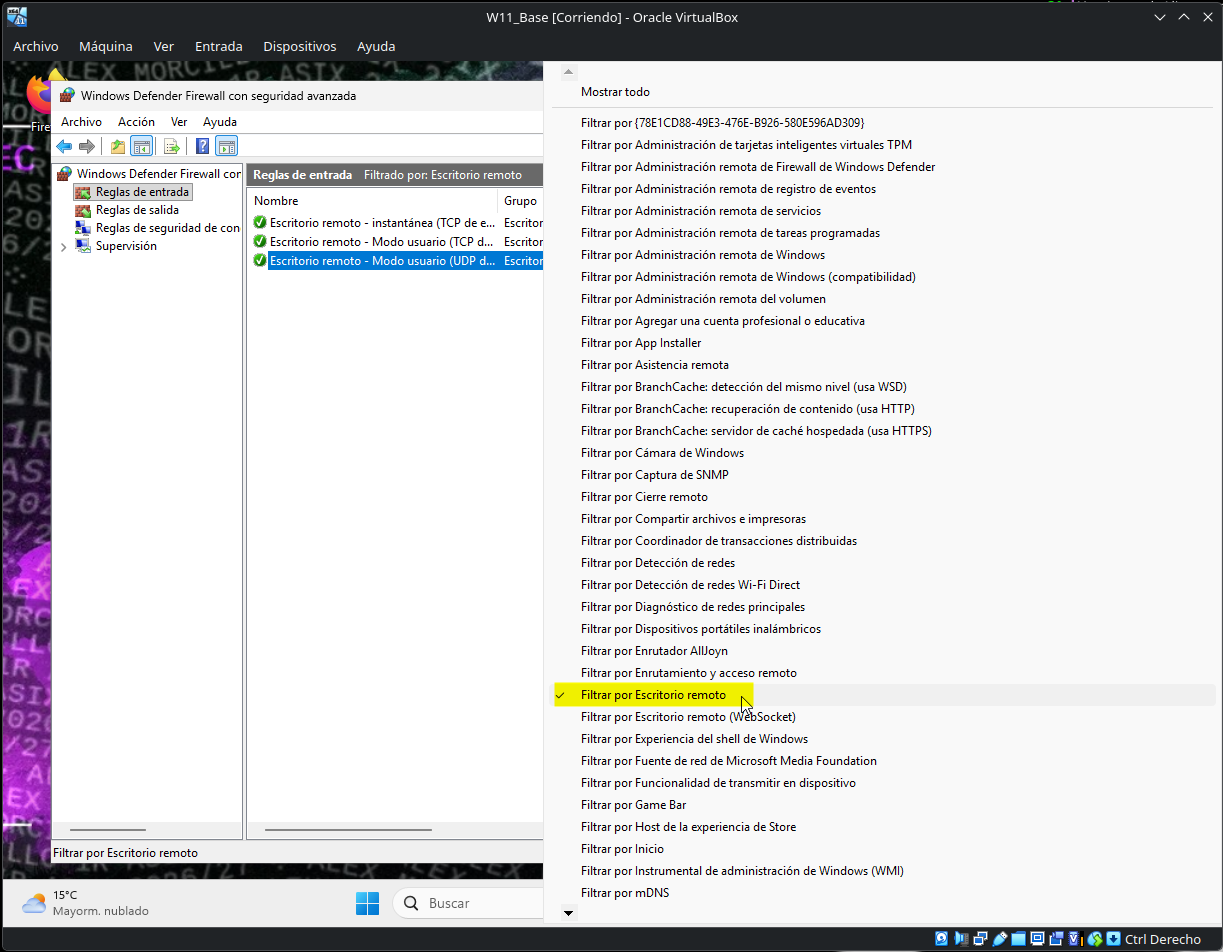 W11_Base [Corriendo] - Oracle VirtualBox
Archivo Máquina Ver Entrada Dispositivos Ayuda
Windows Defender Firewall con seguridad avanzada
Archivo Acción Ver Ayuda
Windows Defender Firewall cor
Reglas de entrada
Reglas de salida
Reglas de seguridad de con
Supervisión
Reglas de entrada Filtrado por: Escritorio remoto
Nombre Grupo
Escritorio remoto - instantánea (TCP de e... Escritor
Escritorio remoto - Modo usuario (TCP d... Escritor
Escritorio remoto - Modo usuario (UDP d... Escritor
Mostrar todo
Filtrar por {78E1CD88-49E3-476E-B926-580E596AD309}
Filtrar por Administración de tarjetas inteligentes virtuales TPM
Filtrar por Administración remota de Firewall de Windows Defender
Filtrar por Administración remota de registro de eventos
Filtrar por Administración remota de servicios
Filtrar por Administración remota de tareas programadas
Filtrar por Administración remota de Windows
Filtrar por Administración remota de Windows (compatibilidad)
Filtrar por Administración remota del volumen
Filtrar por Agregar una cuenta profesional o educativa
Filtrar por App Installer
Filtrar por Asistencia remota
Filtrar por BranchCache: detección del mismo nivel (usa WSD)
Filtrar por BranchCache: recuperación de contenido (usa HTTP)
Filtrar por BranchCache: servidor de caché hospedada (usa HTTPS)
Filtrar por Cámara de Windows
Filtrar por Captura de SNMP
Filtrar por Cierre remoto
Filtrar por Compartir archivos e impresoras
Filtrar por Coordinador de transacciones distribuidas
Filtrar por Detección de redes
Filtrar por Detección de redes Wi-Fi Direct
Filtrar por Diagnóstico de redes principales
Filtrar por Dispositivos portátiles inalámbricos
Filtrar por Enrutador AllJoyn
Filtrar por Enrutamiento y acceso remoto
Filtrar por Escritorio remoto
Filtrar por Escritorio remoto (WebSocket)
Filtrar por Experiencia del shell de Windows
Filtrar por Fuente de red de Microsoft Media Foundation
Filtrar por Funcionalidad de transmitir en dispositivo
Filtrar por Game Bar
Filtrar por Host de la experiencia de Store
Filtrar por Inicio
Filtrar por Instrumental de administración de Windows (WMI)
Filtrar por mDNS
Filtrar por Escritorio remoto
15°C
Mayorm. nublado
Buscar
Ctrl Derecho